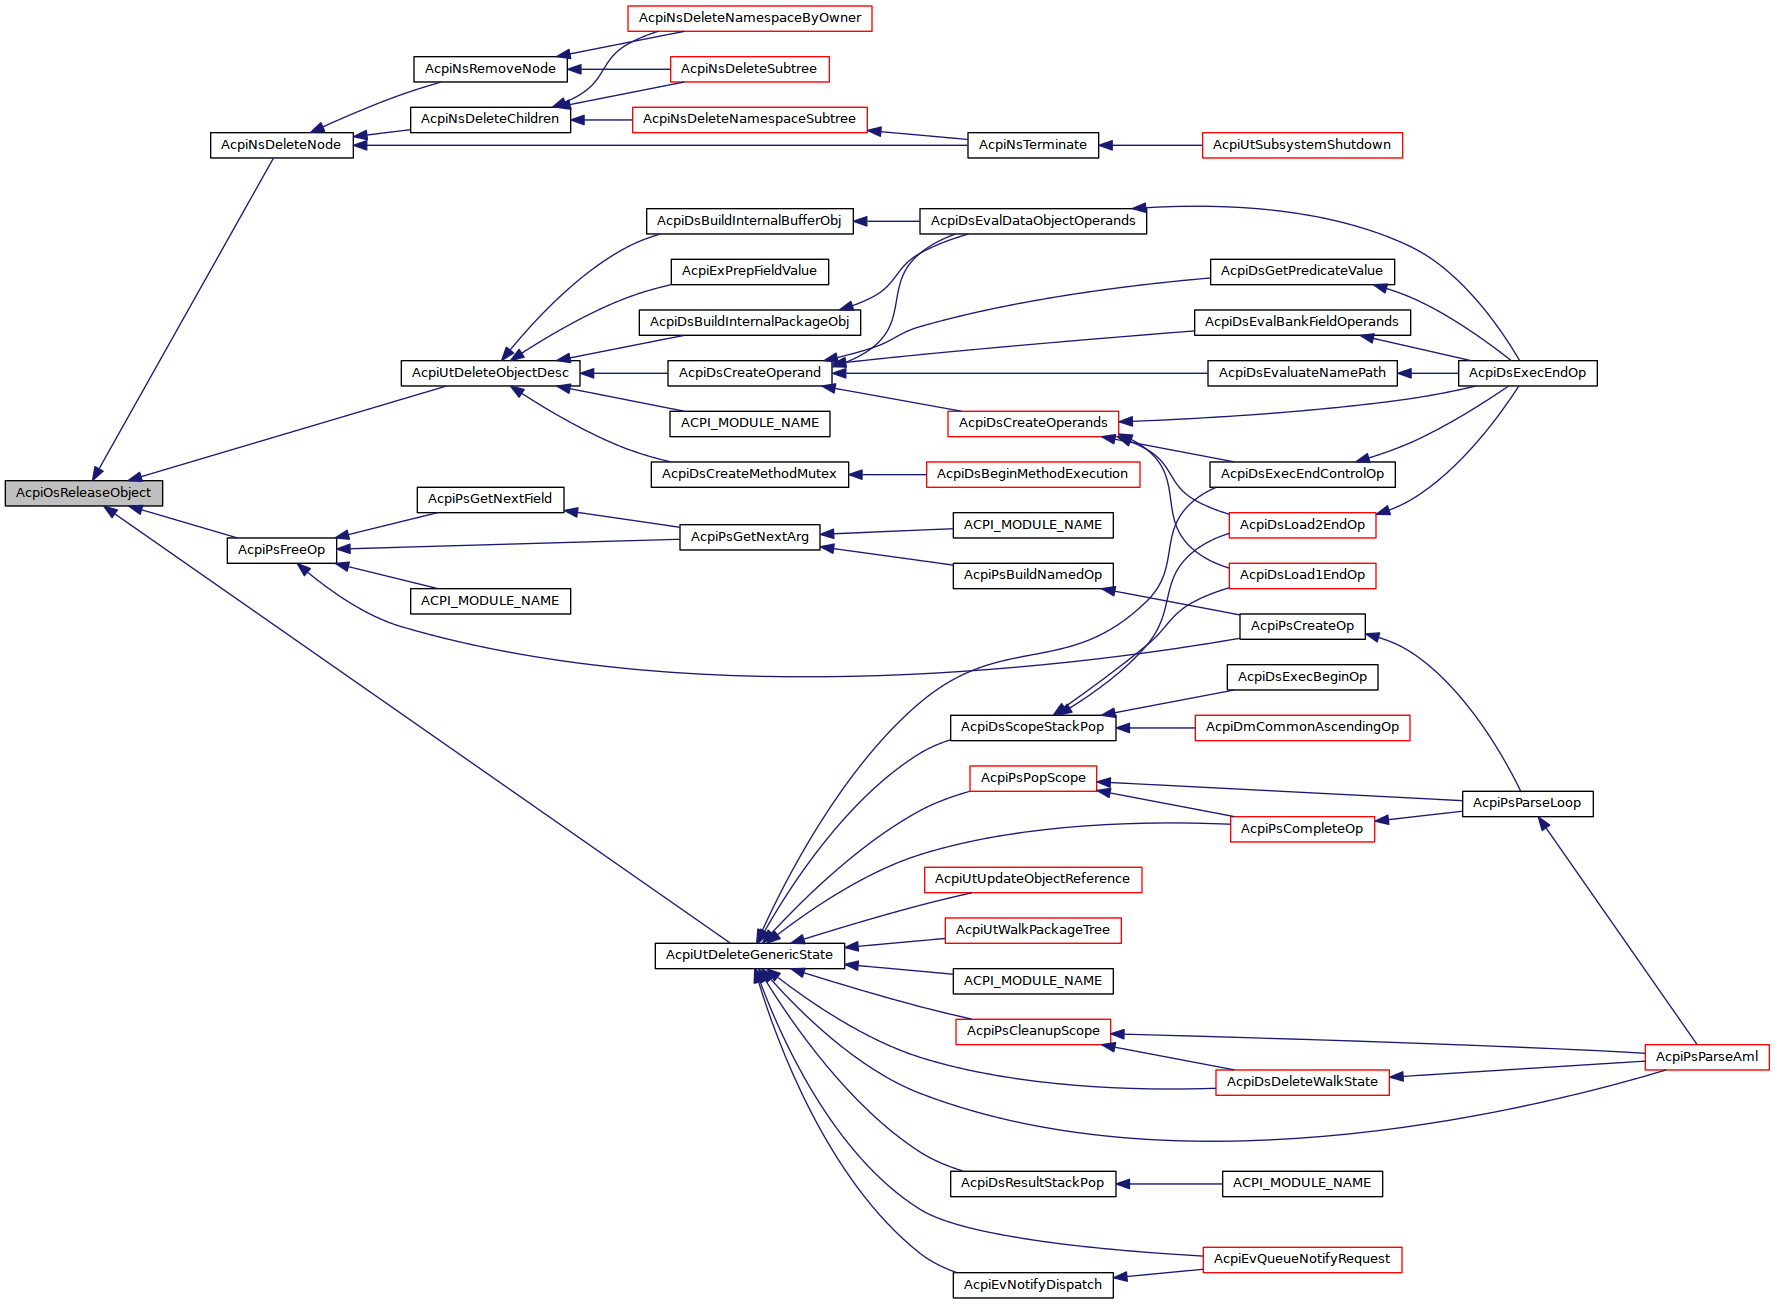 AcpiNsDeleteNamespaceByOwner
AcpiNsRemoveNode
AcpiNsDeleteSubtree
AcpiNsDeleteChildren
AcpiNsDeleteNamespaceSubtree
AcpiNsDeleteNode
AcpiNsTerminate
AcpiUtSubsystemShutdown
AcpiDsBuildInternalBufferObj
AcpiDsEvalDataObjectOperands
AcpiExPrepFieldValue
AcpiDsGetPredicateValue
AcpiDsBuildInternalPackageObj
AcpiDsEvalBankFieldOperands
AcpiUtDeleteObjectDesc
AcpiDsCreateOperand
AcpiDsEvaluateNamePath
AcpiDsExecEndOp
ACPI_MODULE_NAME
AcpiDsCreateOperands
AcpiDsCreateMethodMutex
AcpiDsBeginMethodExecution
AcpiDsExecEndControlOp
AcpiOsReleaseObject
AcpiPsGetNextField
ACPI_MODULE_NAME
AcpiDsLoad2EndOp
AcpiPsGetNextArg
AcpiPsFreeOp
AcpiPsBuildNamedOp
AcpiDsLoad1EndOp
ACPI_MODULE_NAME
AcpiPsCreateOp
AcpiDsExecBeginOp
AcpiDsScopeStackPop
AcpiDmCommonAscendingOp
AcpiPsPopScope
AcpiPsParseLoop
AcpiPsCompleteOp
AcpiUtUpdateObjectReference
AcpiUtWalkPackageTree
AcpiUtDeleteGenericState
ACPI_MODULE_NAME
AcpiPsCleanupScope
AcpiPsParseAml
AcpiDsDeleteWalkState
AcpiDsResultStackPop
ACPI_MODULE_NAME
AcpiEvQueueNotifyRequest
AcpiEvNotifyDispatch